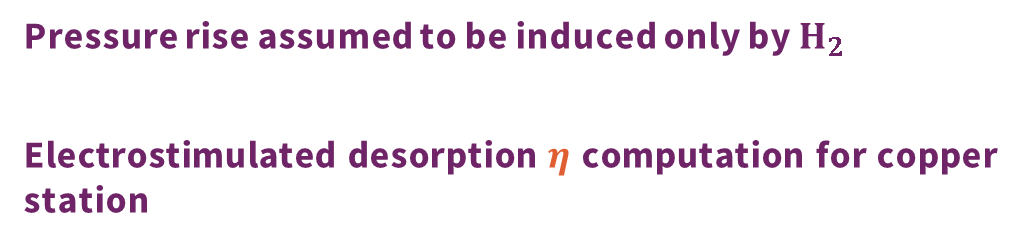 Pressure rise assumed to be induced only by H₂
Electrostimulated desorption η computation for copper
station